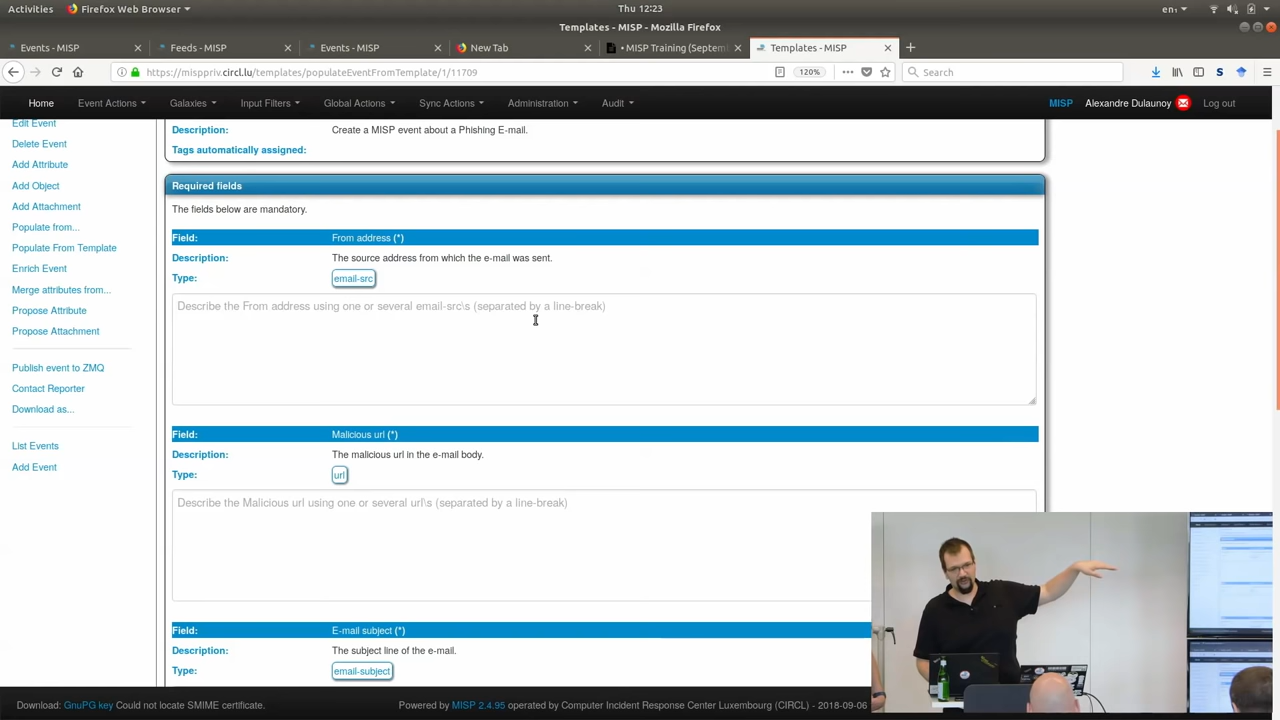 Activities Firefox Web Browser Thu 12:23 en₁
Templates - MISP - Mozilla Firefox
Events - MISP Feeds - MISP Events - MISP New Tab • MISP Training (Septem Templates - MISP
https://misppriv.circl.lu/templates/populateEventFromTemplate/1/11709 120% Search
Home Event Actions Galaxies Input Filters Global Actions Sync Actions Administration Audit MISP Alexandre Dulaunoy Log out
Edit Event
Delete Event
Add Attribute
Add Object
Add Attachment
Populate from...
Populate From Template
Enrich Event
Merge attributes from...
Propose Attribute
Propose Attachment
Publish event to ZMQ
Contact Reporter
Download as...
List Events
Add Event
Description: Create a MISP event about a Phishing E-mail.
Tags automatically assigned:
Required fields
The fields below are mandatory.
Field: From address (*)
Description: The source address from which the e-mail was sent.
Type: email-src
Describe the From address using one or several email-src\s (separated by a line-break)
Field: Malicious url (*)
Description: The malicious url in the e-mail body.
Type: url
Describe the Malicious url using one or several url\s (separated by a line-break)
Field: E-mail subject (*)
Description: The subject line of the e-mail.
Type: email-subject
Download: GnuPG key Could not locate SMIME certificate. Powered by MISP 2.4.95 operated by Computer Incident Response Center Luxembourg (CIRCL) - 2018-09-06